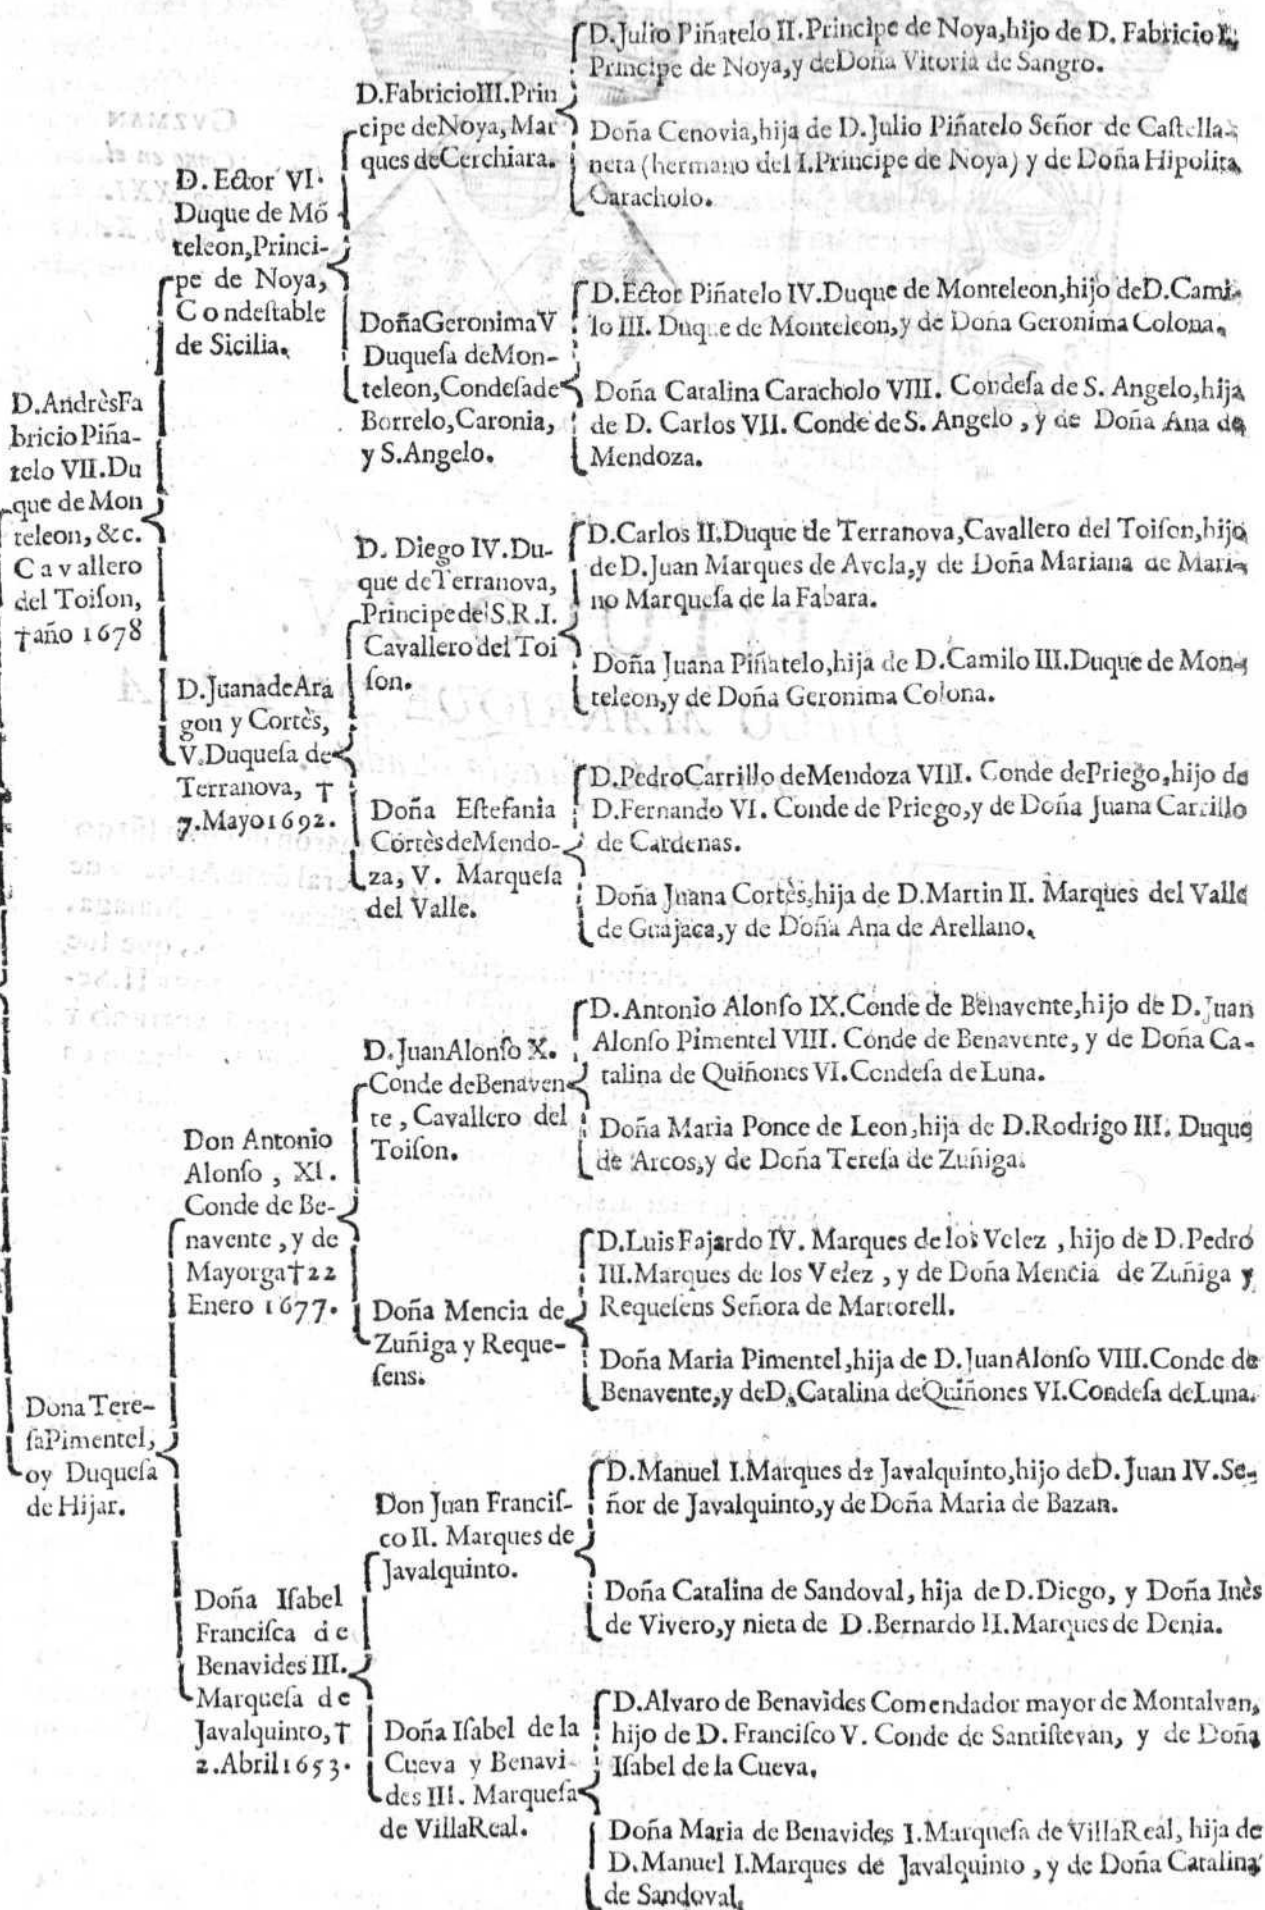 D.AndrèsFa
bricio Piña-
telo VII.Du
que de Mon
teleon, &c.
Cavallero
del Toiſon,
†año 1678
D.Ector VI.
Duque de Mō
teleon,Princi-
pe de Noya,
Condeſtable
de Sicilia.
D.FabricioIII.Prin
cipe deNoya, Mar
ques deCerchiara.
D.Julio Piñatelo II.Principe de Noya,hijo de D. Fabricio I.
Principe de Noya,y deDoña Vitoria de Sangro.
Doña Cenovia,hija de D.Julio Piñatelo Señor de Caſtella-
neta (hermano del I.Principe de Noya) y de Doña Hipolita
Caracholo.
DoñaGeronimaV
Duqueſa deMon-
teleon,Condeſade
Borrelo,Caronia,
y S.Angelo.
D.Ector Piñatelo IV.Duque de Monteleon,hijo deD.Cami-
lo III. Duque de Monteleon,y de Doña Geronima Colona.
Doña Catalina Caracholo VIII. Condeſa de S. Angelo,hija
de D. Carlos VII. Conde de S. Angelo, y de Doña Ana de
Mendoza.
D.JuanadeAra
gon y Cortès,
V.Duqueſa de
Terranova, †
7.Mayo1692.
D. Diego IV.Du-
que deTerranova,
Principedel S.R.I.
Cavallero del Toi
ſon.
D.Carlos II.Duque de Terranova,Cavallero del Toiſon,hijo
de D.Juan Marques de Avola,y de Doña Mariana de Mari-
no Marqueſa de la Fabara.
Doña Juana Piñatelo,hija de D.Camilo III.Duque de Mon-
teleon,y de Doña Geronima Colona.
Doña Eſtefania
CortèsdeMendo-
za, V. Marqueſa
del Valle.
D.PedroCarrillo deMendoza VIII. Conde dePriego,hijo de
D.Fernando VI. Conde de Priego,y de Doña Juana Carrillo
de Cardenas.
Doña Juana Cortès,hija de D.Martin II. Marques del Valle
de Guajaca,y de Doña Ana de Arellano.
Dona Tere-
ſaPimentel,
oy Duqueſa
de Hijar.
Don Antonio
Alonſo , XI.
Conde de Be-
navente , y de
Mayorga†22
Enero 1677.
D.JuanAlonſo X.
Conde deBenaven
te , Cavallero del
Toiſon.
D. Antonio Alonſo IX.Conde de Benavente,hijo de D.Juan
Alonſo Pimentel VIII. Conde de Benavente, y de Doña Ca-
talina de Quiñones VI.Condeſa de Luna.
Doña Maria Ponce de Leon,hija de D.Rodrigo III. Duque
de Arcos,y de Doña Tereſa de Zuñiga.
Doña Mencia de
Zuñiga y Reque-
ſens.
D.Luis Fajardo IV. Marques de los Velez , hijo de D.Pedro
III.Marques de los Velez , y de Doña Mencia de Zuñiga y
Requeſens Señora de Martorell.
Doña Maria Pimentel,hija de D.JuanAlonſo VIII.Conde de
Benavente,y deD.Catalina deQuiñones VI.Condeſa deLuna.
Doña Iſabel
Franciſca de
Benavides III.
Marqueſa de
Javalquinto, †
2.Abril1653.
Don Juan Franciſ-
co II. Marques de
Javalquinto.
D.Manuel I.Marques de Javalquinto,hijo deD.Juan IV.Se-
ñor de Javalquinto,y de Doña Maria de Bazan.
Doña Catalina de Sandoval, hija de D.Diego, y Doña Inès
de Vivero,y nieta de D.Bernardo II.Marques de Denia.
Doña Iſabel de la
Cueva y Benavi-
des III. Marqueſa
de VillaReal.
D.Alvaro de Benavides Comendador mayor de Montalvan,
hijo de D. Franciſco V. Conde de Santiſtevan, y de Doña
Iſabel de la Cueva.
Doña Maria de Benavides I.Marqueſa de VillaReal, hija de
D.Manuel I.Marques de Javalquinto , y de Doña Catalina
de Sandoval.